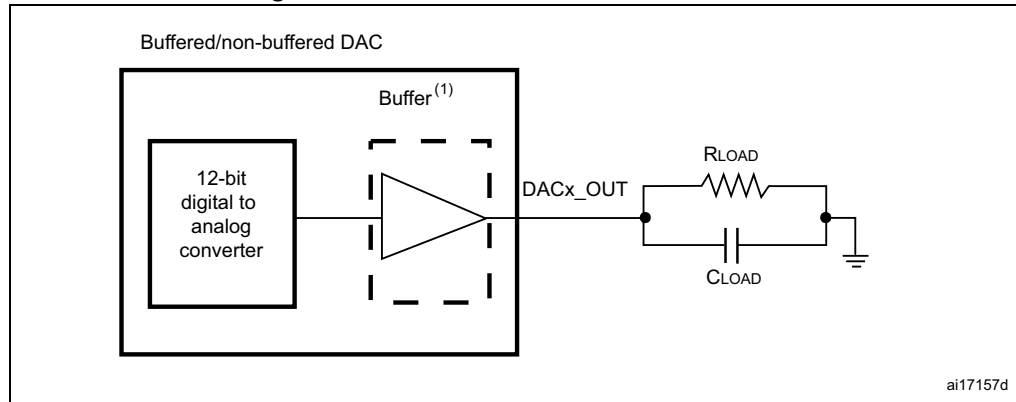 Buffered/non-buffered DAC
Buffer(1)
12-bit
digital to
analog
converter
DACx_OUT
RLOAD
CLOAD
ai17157d